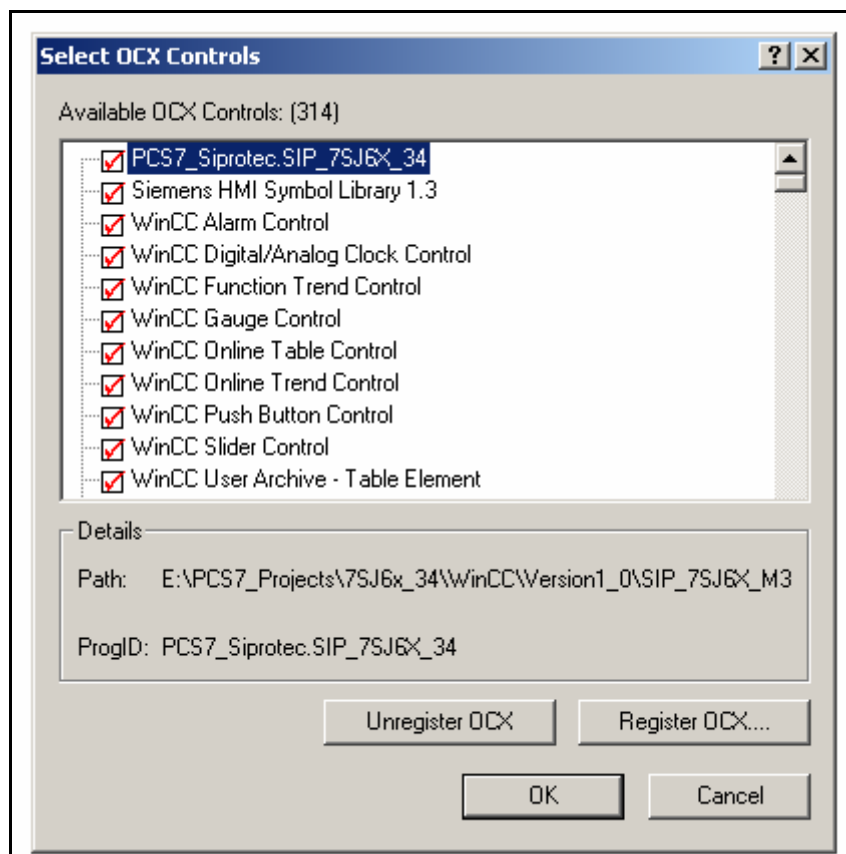 Select OCX Controls
Available OCX Controls: (314)
PCS7_Siprotec.SIP_7SJ6X_34
Siemens HMI Symbol Library 1.3
WinCC Alarm Control
WinCC Digital/Analog Clock Control
WinCC Function Trend Control
WinCC Gauge Control
WinCC Online Table Control
WinCC Online Trend Control
WinCC Push Button Control
WinCC Slider Control
WinCC User Archive - Table Element
Details
Path: E:\PCS7_Projects\7SJ6x_34\WinCC\Version1_0\SIP_7SJ6X_M3
ProgID: PCS7_Siprotec.SIP_7SJ6X_34
Unregister OCX Register OCX....
OK Cancel